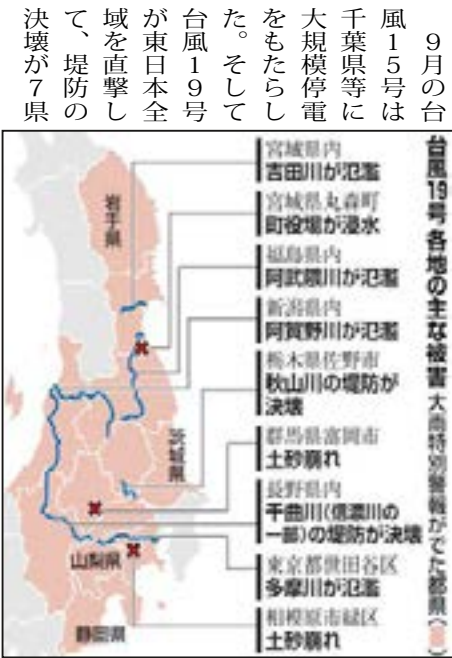 ９月の台
風１５号は
千葉県等に
大規模停電
をもたらし
た。そして
台風１９号
が東日本全
域を直撃し
て、堤防の
決壊が７県
台風19号 各地の主な被害 大雨特別警報がでた都県( )
宮城県内
吉田川が氾濫
宮城県丸森町
町役場が浸水
福島県内
阿武隈川が氾濫
新潟県内
阿賀野川が氾濫
栃木県佐野市
秋山川の堤防が
決壊
群馬県富岡市
土砂崩れ
長野県内
千曲川(信濃川の
一部)の堤防が決壊
東京都世田谷区
多摩川が氾濫
相模原市緑区
土砂崩れ
岩手県
茨城県
山梨県
静岡県